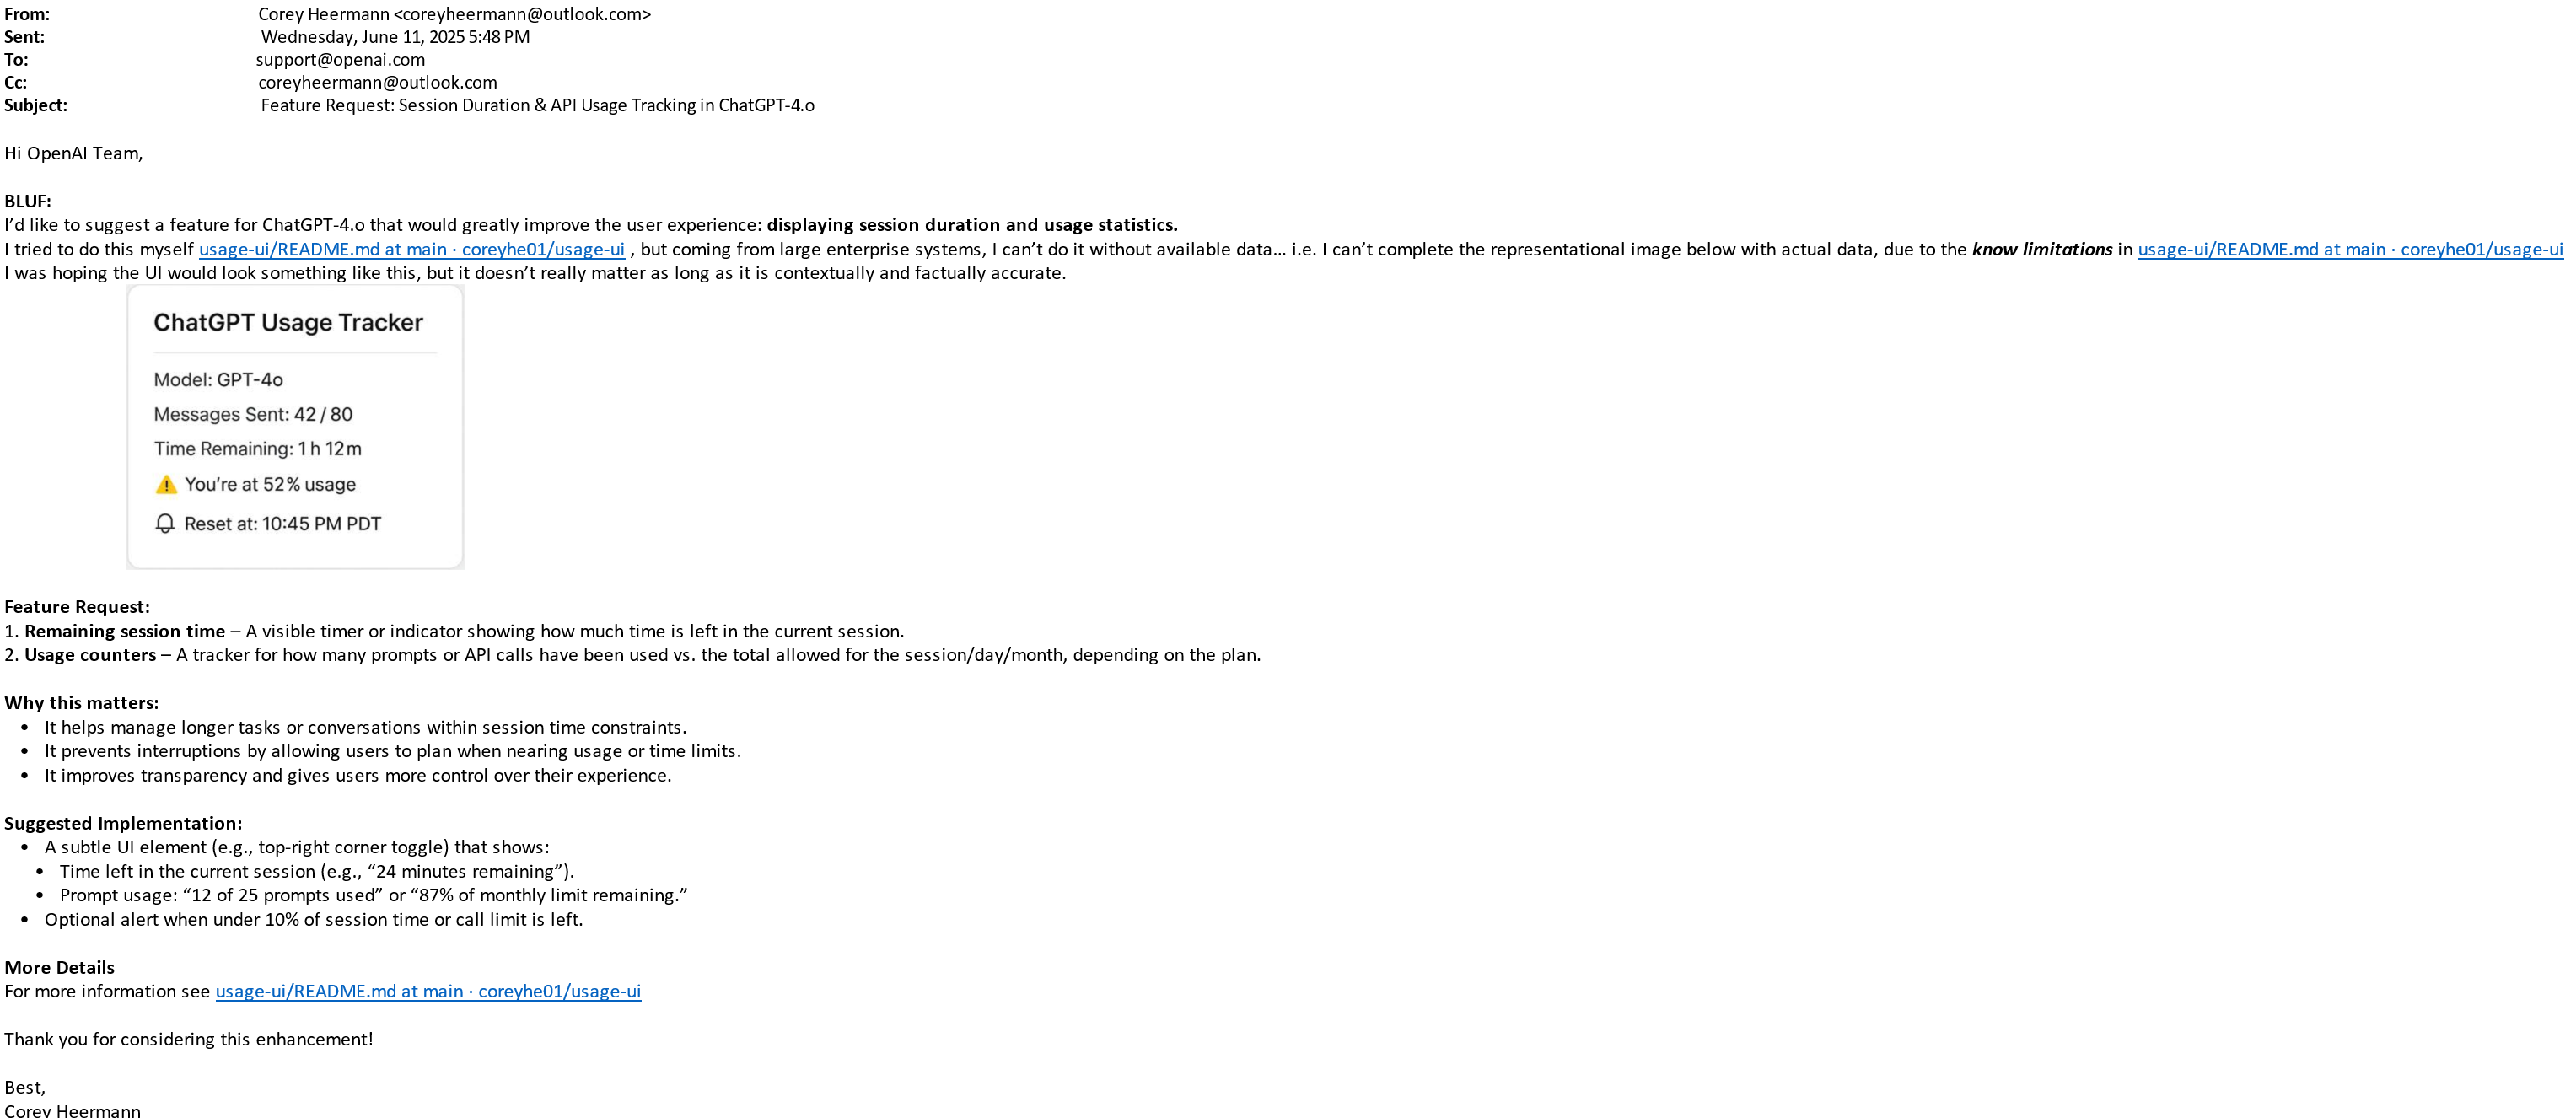 From: Corey Heermann <coreyheermann@outlook.com>
Sent: Wednesday, June 11, 2025 5:48 PM
To: support@openai.com
Cc: coreyheermann@outlook.com
Subject: Feature Request: Session Duration & API Usage Tracking in ChatGPT-4.o
Hi OpenAI Team,
BLUF:
I’d like to suggest a feature for ChatGPT-4.o that would greatly improve the user experience: displaying session duration and usage statistics.
I tried to do this myself usage-ui/README.md at main · coreyhe01/usage-ui , but coming from large enterprise systems, I can’t do it without available data… i.e. I can’t complete the representational image below with actual data, due to the know limitations in usage-ui/README.md at main · coreyhe01/usage-ui
I was hoping the UI would look something like this, but it doesn’t really matter as long as it is contextually and factually accurate.
ChatGPT Usage Tracker
Model: GPT-4o
Messages Sent: 42 / 80
Time Remaining: 1 h 12 m
⚠ You’re at 52% usage
Reset at: 10:45 PM PDT
Feature Request:
1. Remaining session time – A visible timer or indicator showing how much time is left in the current session.
2. Usage counters – A tracker for how many prompts or API calls have been used vs. the total allowed for the session/day/month, depending on the plan.
Why this matters:
• It helps manage longer tasks or conversations within session time constraints.
• It prevents interruptions by allowing users to plan when nearing usage or time limits.
• It improves transparency and gives users more control over their experience.
Suggested Implementation:
• A subtle UI element (e.g., top-right corner toggle) that shows:
• Time left in the current session (e.g., “24 minutes remaining”).
• Prompt usage: “12 of 25 prompts used” or “87% of monthly limit remaining.”
• Optional alert when under 10% of session time or call limit is left.
More Details
For more information see usage-ui/README.md at main · coreyhe01/usage-ui
Thank you for considering this enhancement!
Best,
Corey Heermann